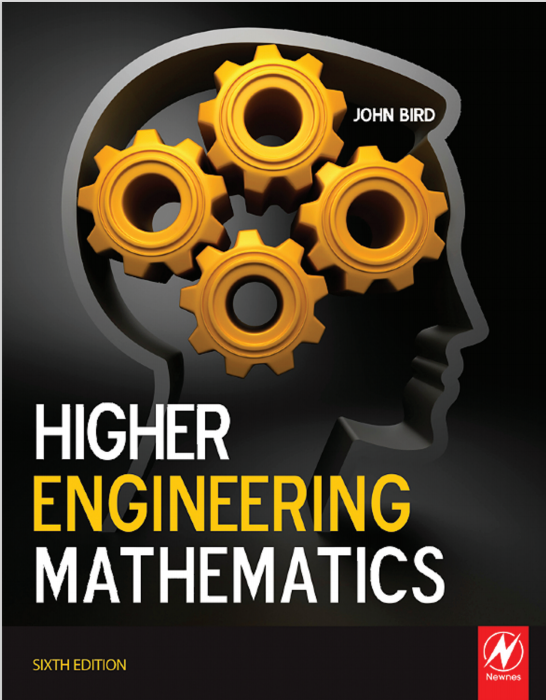 JOHN BIRD
HIGHER
ENGINEERING
MATHEMATICS
SIXTH EDITION
Newnes